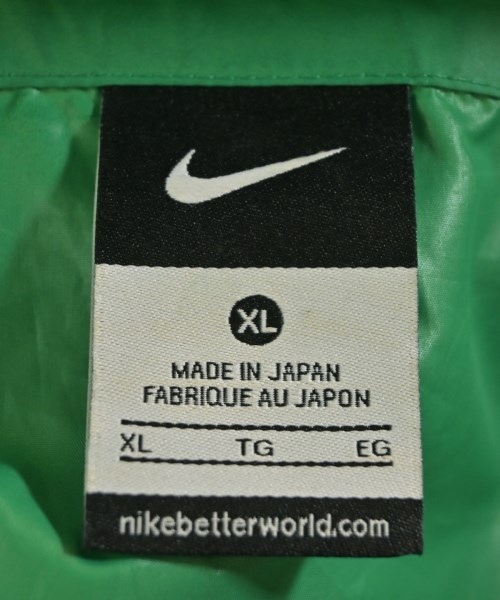 XL
MADE IN JAPAN
FABRIQUE AU JAPON
XL TG EG
nikebetterworld.com